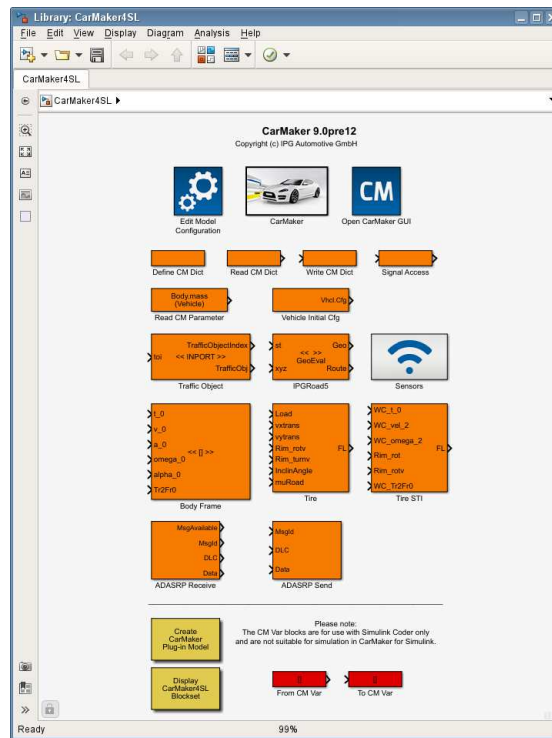 Library: CarMaker4SL
File Edit View Display Diagram Analysis Help
CarMaker4SL
CarMaker4SL
CarMaker 9.0pre12
Copyright (c) IPG Automotive GmbH
CM
Edit Model
Configuration
CarMaker
Open CarMaker GUI
Define CM Dict
Read CM Dict
Write CM Dict
Signal Access
Body.mass
(Vehicle)
Vhcl.Cfg
Read CM Parameter
Vehicle Initial Cfg
toi
TrafficObjectIndex
<< INPORT >>
TrafficObj
st
xyz
Geo
<< >>
GeoEval
Route
Traffic Object
IPGRoad5
Sensors
t_0
v_0
a_0
omega_0
alpha_0
Tr2Fr0
<< [] >>
Body Frame
Load
vxtrans
vytrans
Rim_rotv
Rim_turnv
InclinAngle
muRoad
FL
Tire
WC_t_0
WC_vel_2
WC_omega_2
Rim_rot
Rim_rotv
WC_Tr2Fr0
FL
Tire STI
MsgAvailable
MsgId
DLC
Data
ADASRP Receive
MsgId
DLC
Data
ADASRP Send
Create
CarMaker
Plug-in Model
Please note:
The CM Var blocks are for use with Simulink Coder only
and are not suitable for simulation in CarMaker for Simulink.
Display
CarMaker4SL
Blockset
From CM Var
To CM Var
Ready
99%